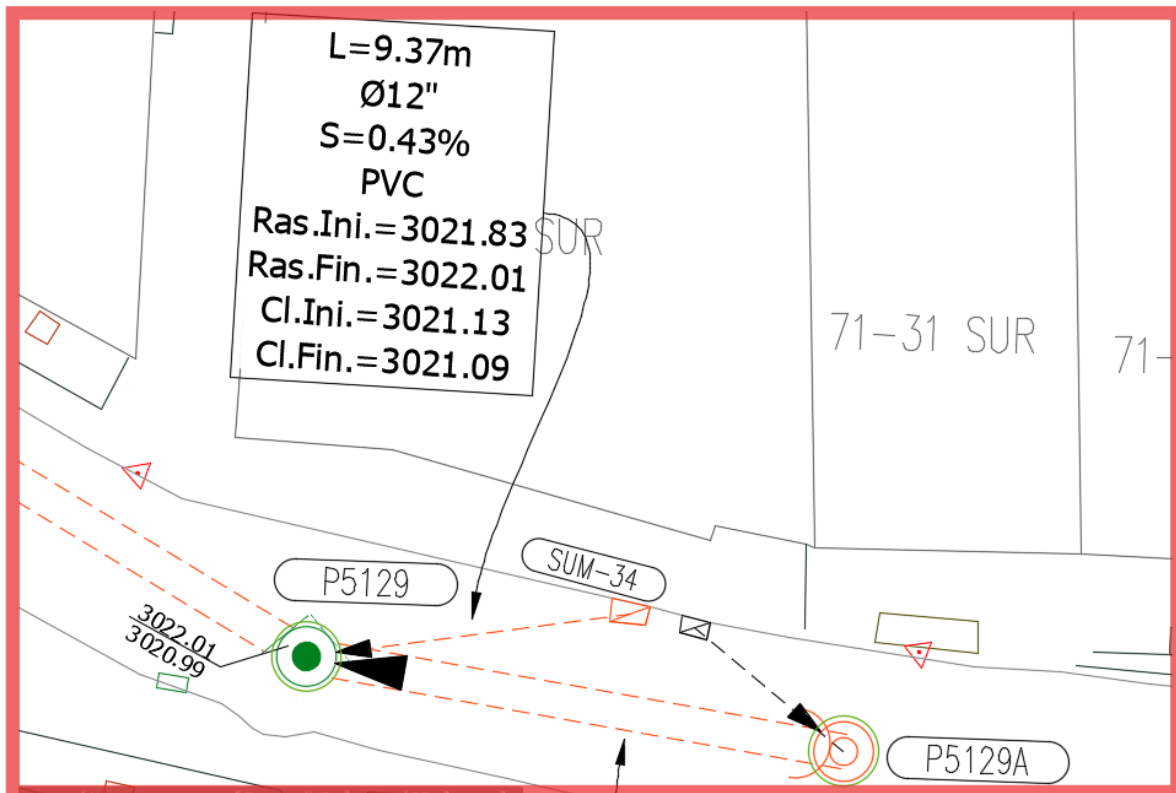 L=9.37m
Ø12"
S=0.43%
PVC
Ras.Ini.=3021.83
Ras.Fin.=3022.01
Cl.Ini.=3021.13
Cl.Fin.=3021.09
SUR
71-31 SUR
71-
SUM-34
P5129
3022.01
3020.99
P5129A